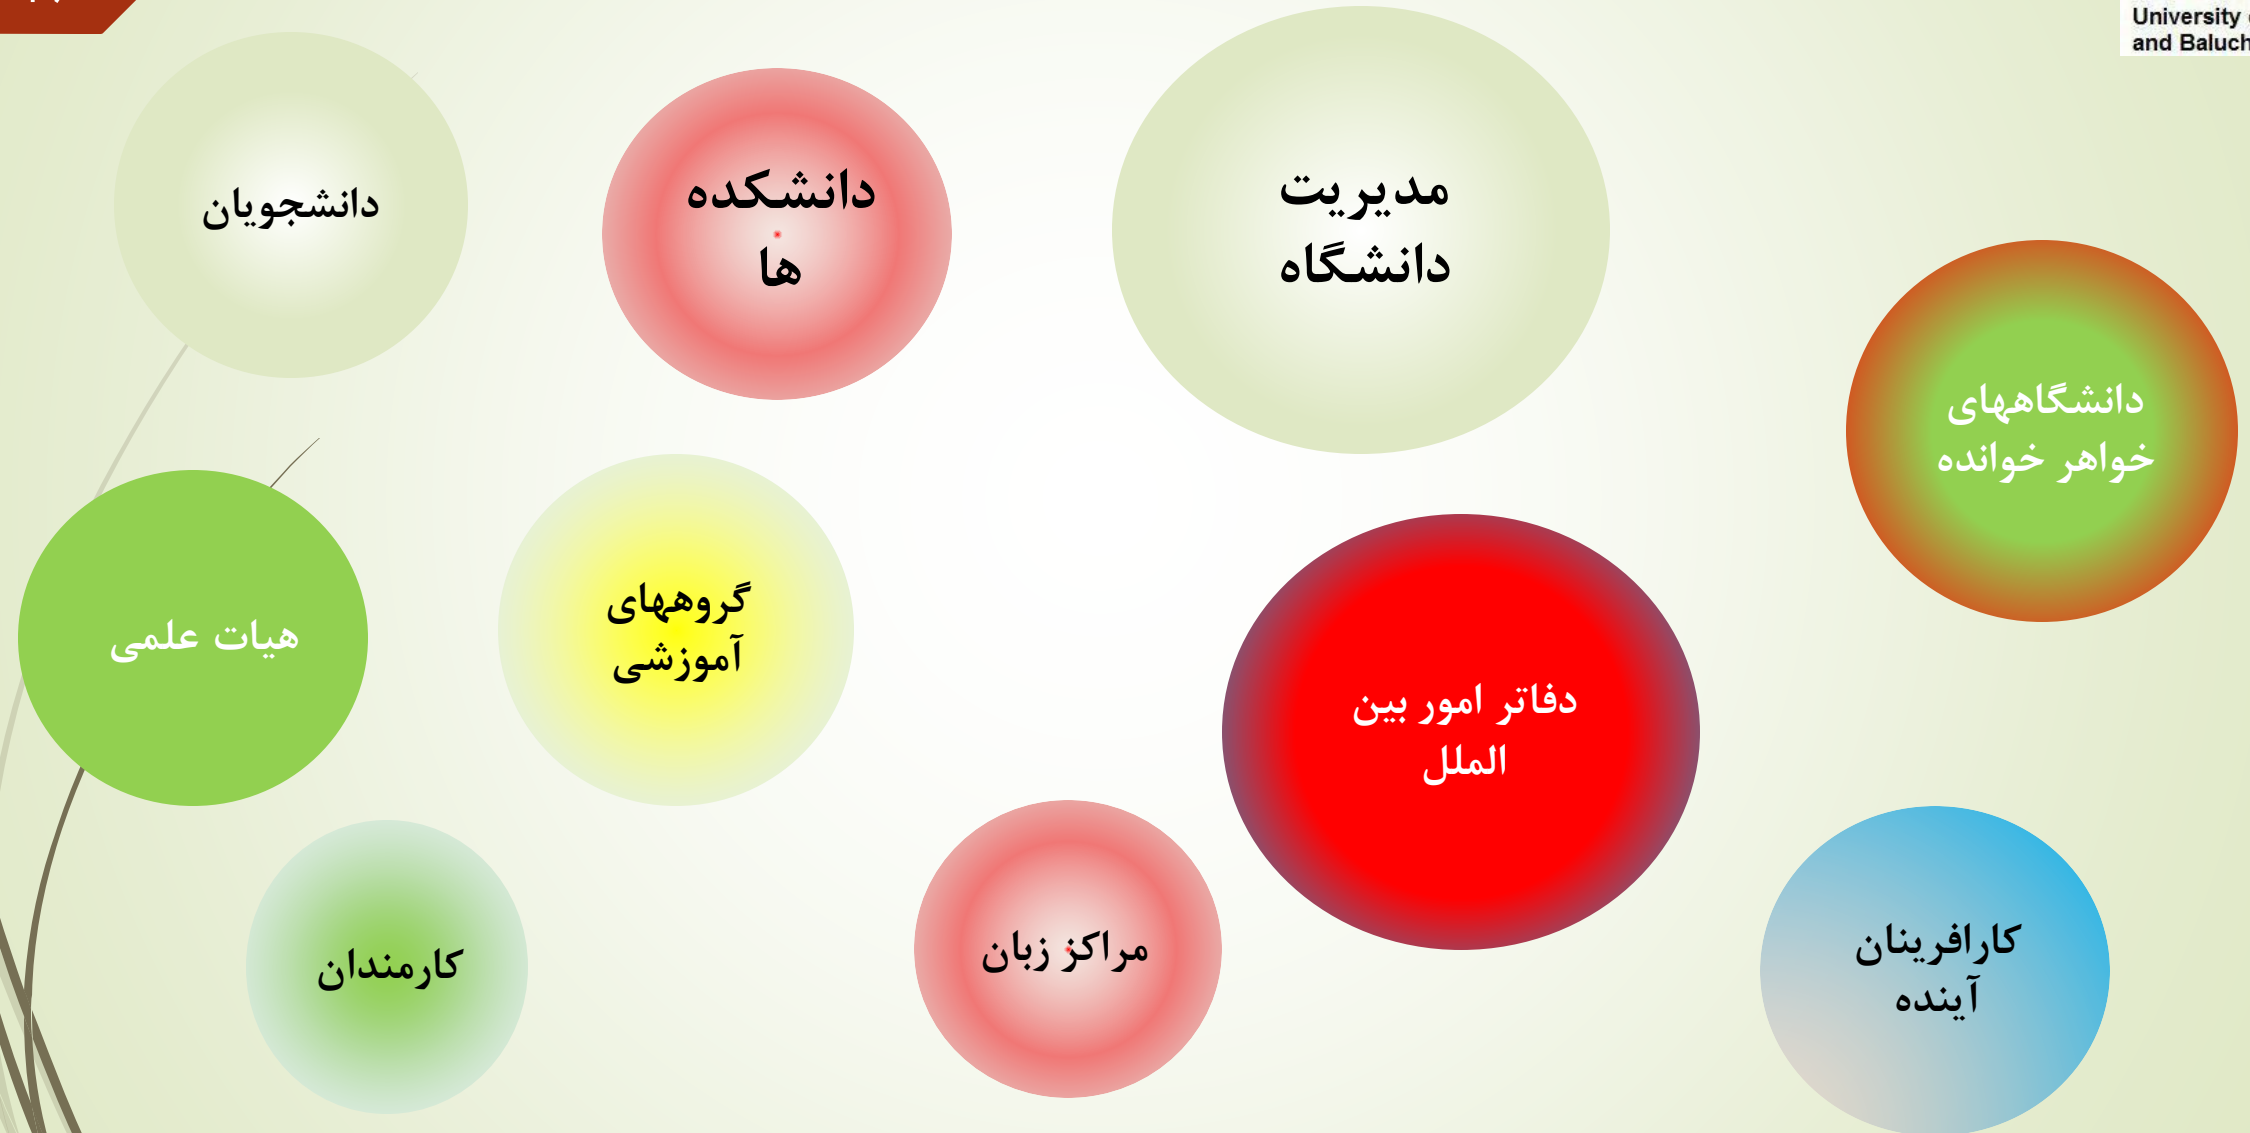 University
and Baluch
دانشجویان
دانشکده
ها
مدیریت
دانشگاه
دانشگاههای
خواهر خوانده
هیات علمی
گروههای
آموزشی
دفاتر امور بین
الملل
کارمندان
مراکز زبان
کارافرینان
آینده